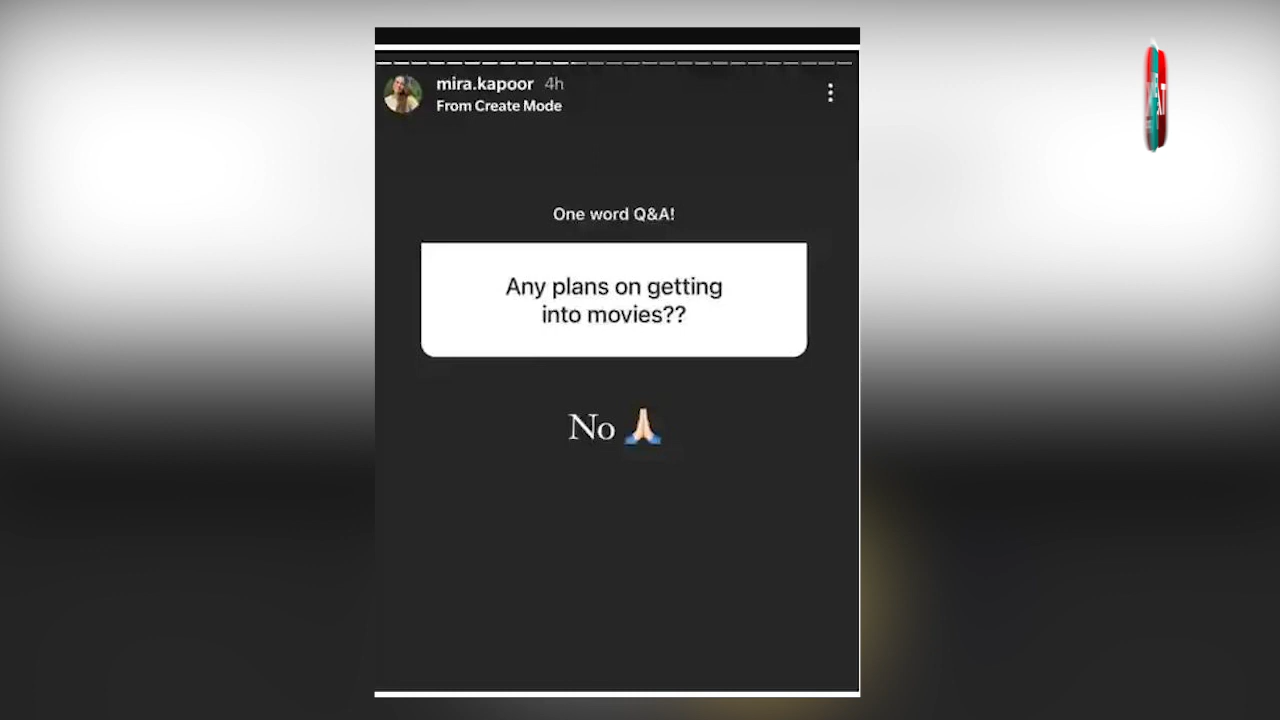 mira.kapoor 4h
From Create Mode
One word Q&A!
Any plans on getting
into movies??
No 🙏🏻